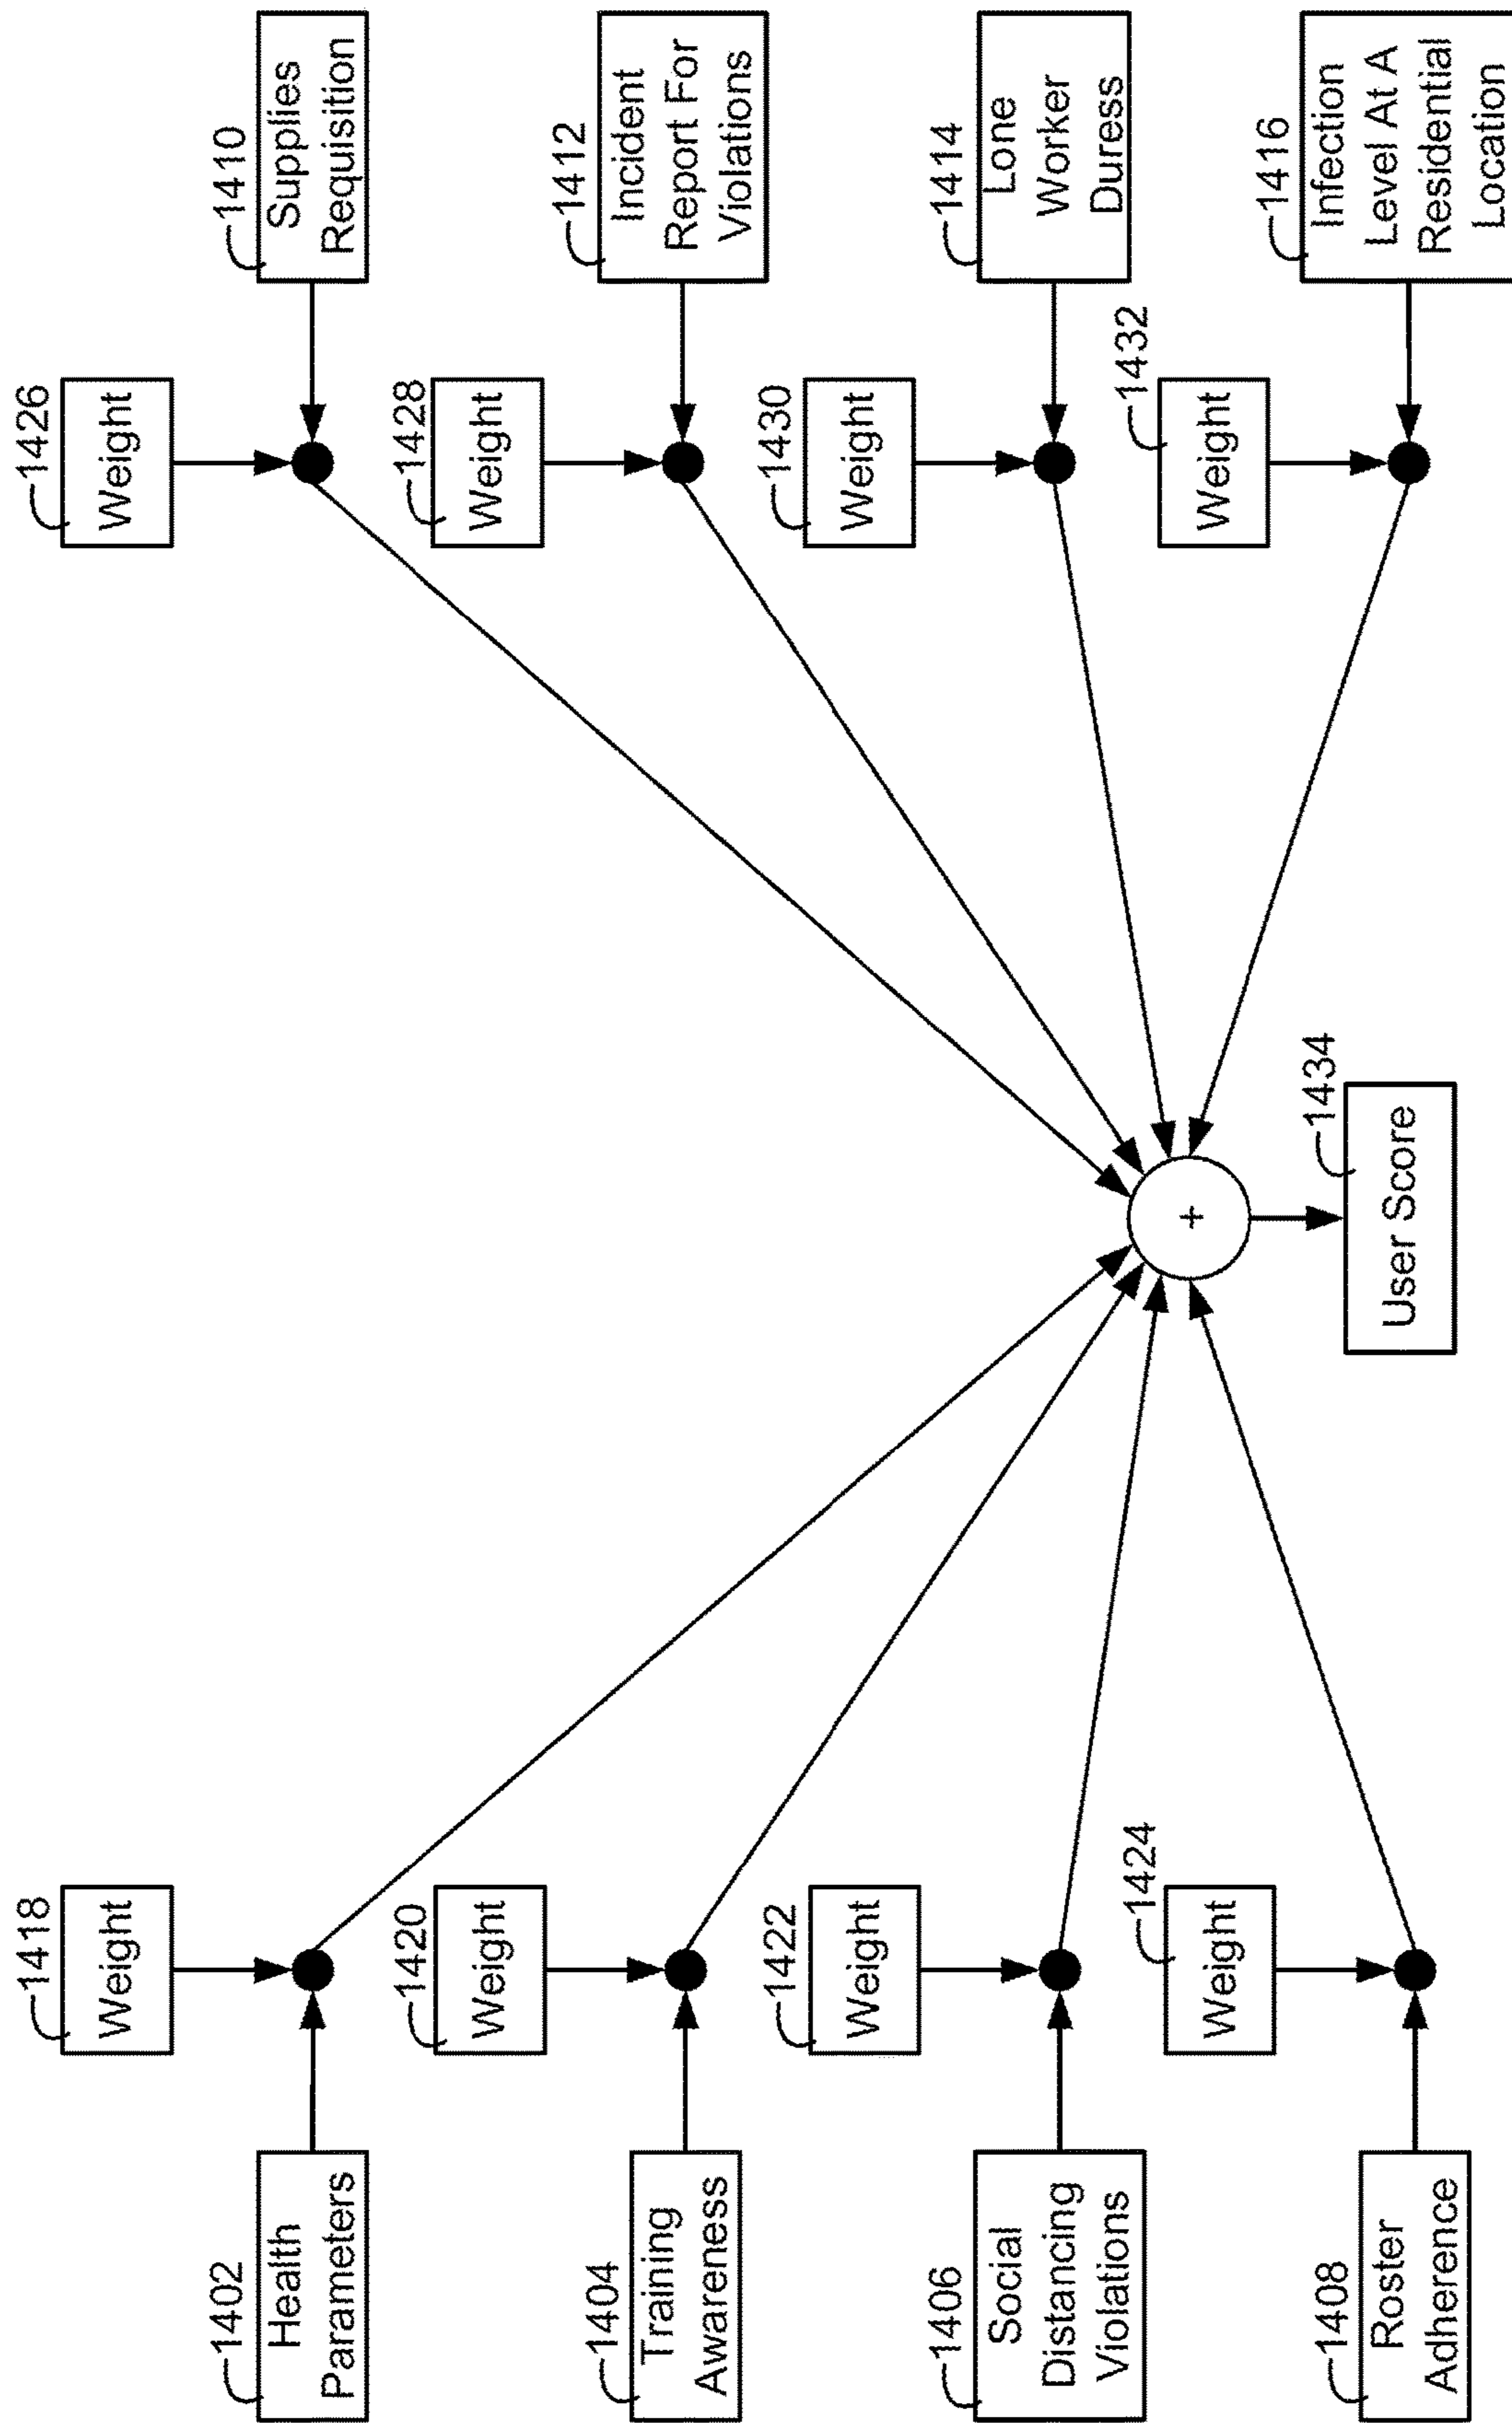 1418
Weight
1402
Health
Parameters
1420
Weight
1404
Training
Awareness
1422
Weight
1406
Social
Distancing
Violations
1424
Weight
1408
Roster
Adherence
+
1434
User Score
1426
Weight
1410
Supplies
Requisition
1428
Weight
1412
Incident
Report For
Violations
1430
Weight
1414
Lone
Worker
Duress
1432
Weight
1416
Infection
Level At A
Residential
Location